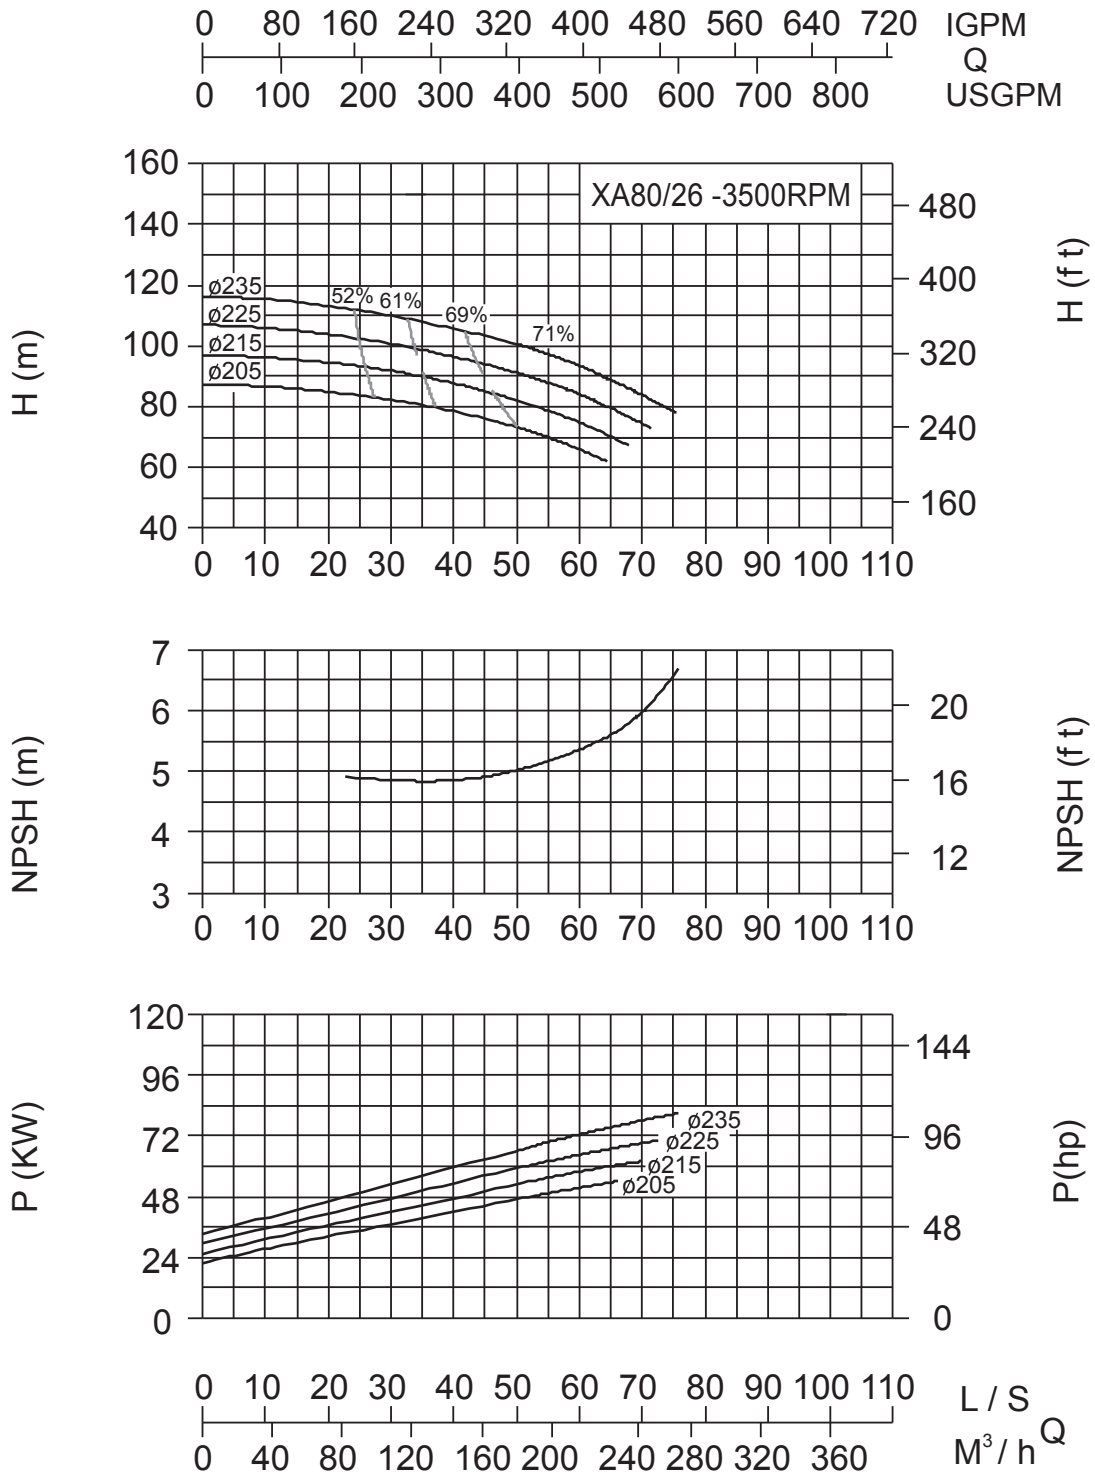 0 80 160 240 320 400 480 560 640 720 IGPM
Q
0 100 200 300 400 500 600 700 800 USGPM
XA80/26 -3500RPM
H (m)
160
140
120
100
80
60
40
H (ft)
480
400
320
240
160
ø235
ø225
ø215
ø205
52% 61% 69% 71%
0 10 20 30 40 50 60 70 80 90 100 110
NPSH (m)
7
6
5
4
3
NPSH (ft)
20
16
12
0 10 20 30 40 50 60 70 80 90 100 110
P (KW)
120
96
72
48
24
0
P(hp)
144
96
48
0
ø235
ø225
ø215
ø205
0 10 20 30 40 50 60 70 80 90 100 110 L / S
Q
0 40 80 120 160 200 240 280 320 360 M³/ h